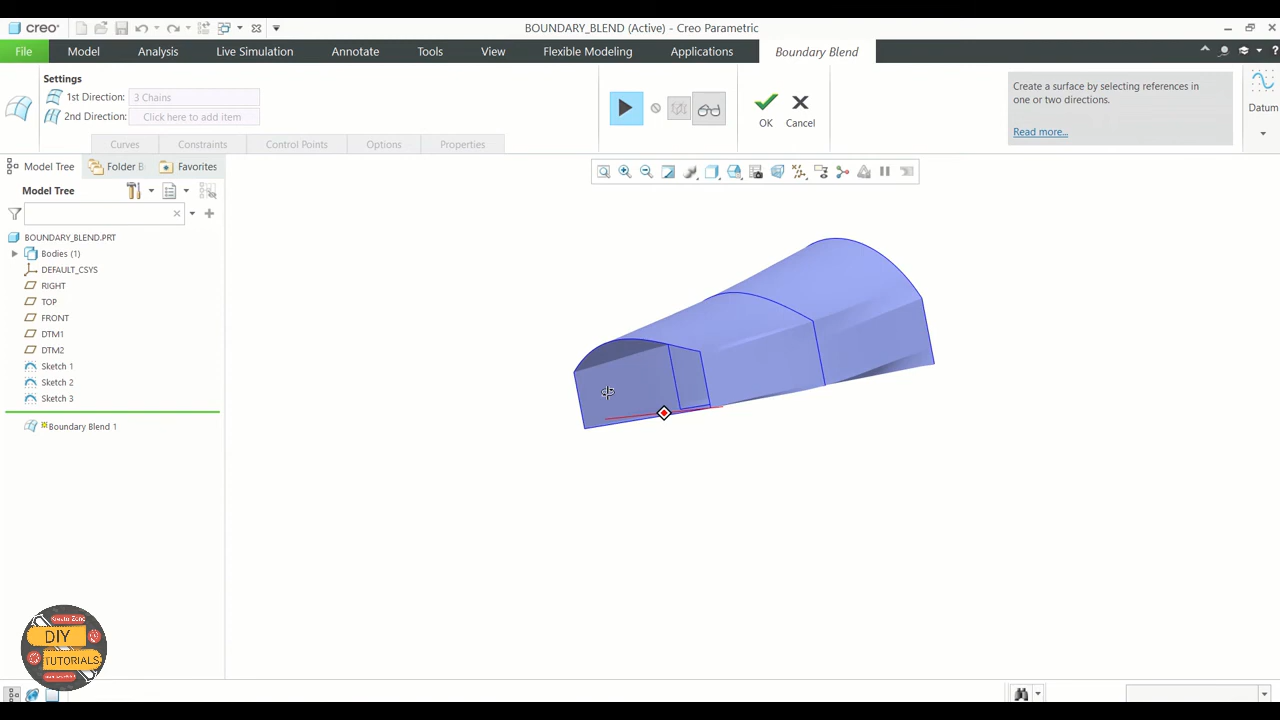 creo®
BOUNDARY_BLEND (Active) - Creo Parametric
File
Model
Analysis
Live Simulation
Annotate
Tools
View
Flexible Modeling
Applications
Boundary Blend
Settings
1st Direction:
3 Chains
2nd Direction:
Click here to add item
OK
Cancel
Create a surface by selecting references in
one or two directions.
Read more...
Datum
Curves
Constraints
Control Points
Options
Properties
Model Tree
Folder B
Favorites
Model Tree
BOUNDARY_BLEND.PRT
Bodies (1)
DEFAULT_CSYS
RIGHT
TOP
FRONT
DTM1
DTM2
Sketch 1
Sketch 2
Sketch 3
Boundary Blend 1
DIY
TUTORIALS